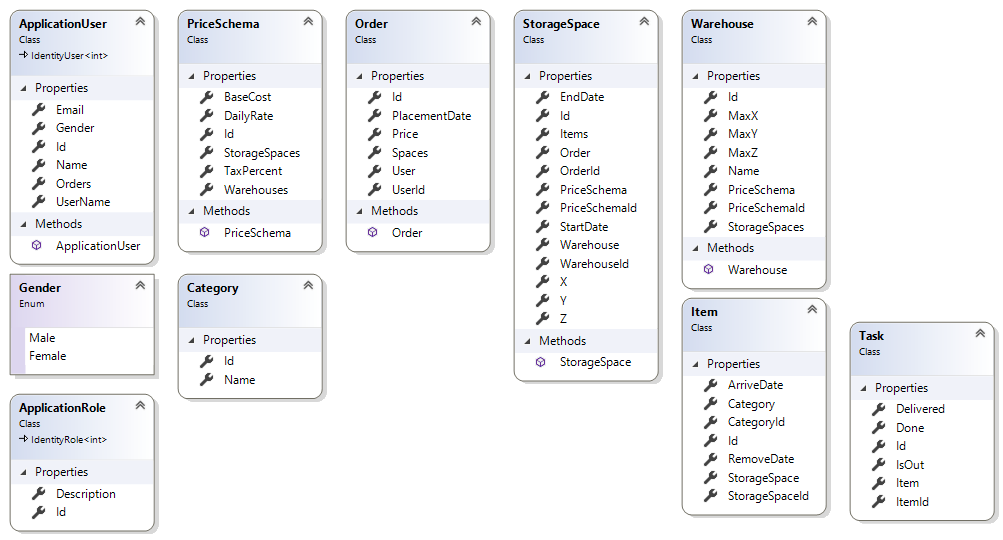 ApplicationUser
Class
IdentityUser<int>
Properties
Email
Gender
Id
Name
Orders
UserName
Methods
ApplicationUser
PriceSchema
Class
Properties
BaseCost
DailyRate
Id
StorageSpaces
TaxPercent
Warehouses
Methods
PriceSchema
Order
Class
Properties
Id
PlacementDate
Price
Spaces
User
UserId
Methods
Order
StorageSpace
Class
Properties
EndDate
Id
Items
Order
OrderId
PriceSchema
PriceSchemaId
StartDate
Warehouse
WarehouseId
X
Y
Z
Methods
StorageSpace
Warehouse
Class
Properties
Id
MaxX
MaxY
MaxZ
Name
PriceSchema
PriceSchemaId
StorageSpaces
Methods
Warehouse
Gender
Enum
Male
Female
Category
Class
Properties
Id
Name
Item
Class
Properties
ArriveDate
Category
CategoryId
Id
RemoveDate
StorageSpace
StorageSpaceId
Task
Class
Properties
Delivered
Done
Id
IsOut
Item
ItemId
ApplicationRole
Class
IdentityRole<int>
Properties
Description
Id